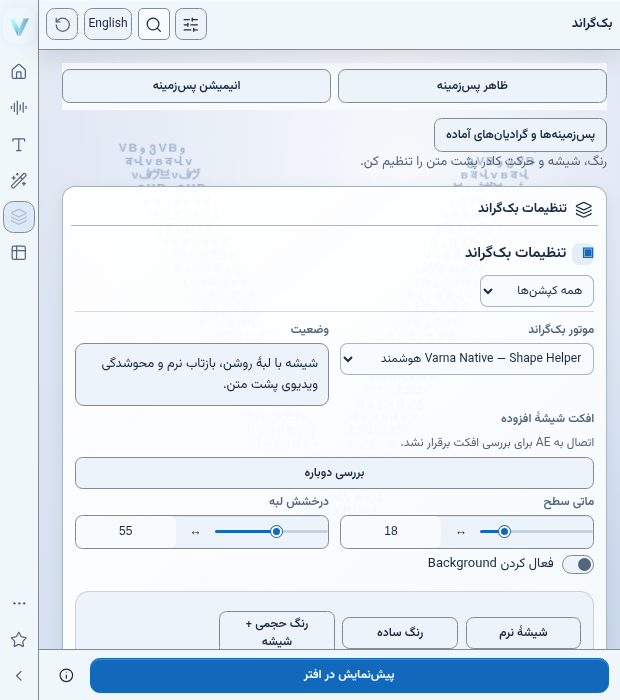 بک‌گراند
English
ظاهر پس‌زمینه
انیمیشن پس‌زمینه
پس‌زمینه‌ها و گرادیان‌های آماده
رنگ، شیشه و حرکت کادر پشت متن را تنظیم کن.
تنظیمات بک‌گراند
تنظیمات بک‌گراند
همه کپشن‌ها
موتور بک‌گراند
وضعیت
Varna Native — Shape Helper هوشمند
شیشه با لبهٔ روشن، بازتاب نرم و محوشدگی
ویدیوی پشت متن.
افکت شیشهٔ افزوده
اتصال به AE برای بررسی افکت برقرار نشد.
بررسی دوباره
ماتی سطح
درخشش لبه
18
55
فعال کردن Background
شیشهٔ نرم
رنگ ساده
رنگ حجمی +
شیشه
پیش‌نمایش در افتر